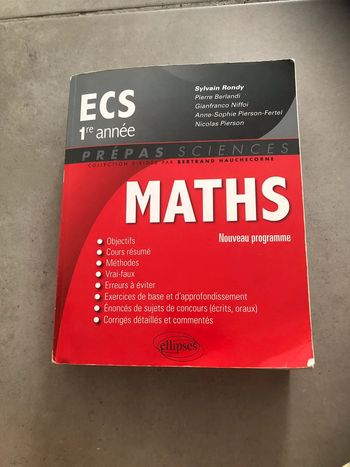 ECS
1re année
Sylvain Rondy
Pierre Berlandi
Gianfranco Niffoi
Anne-Sophie Pierson-Fertel
Nicolas Pierson
PRÉPAS SCIENCES
COLLECTION DIRIGÉE PAR BERTRAND HAUCHECORNE
MATHS
Nouveau programme
• Objectifs
• Cours résumé
• Méthodes
• Vrai-faux
• Erreurs à éviter
• Exercices de base et d'approfondissement
• Énoncés de sujets de concours (écrits, oraux)
• Corrigés détaillés et commentés
ellipses